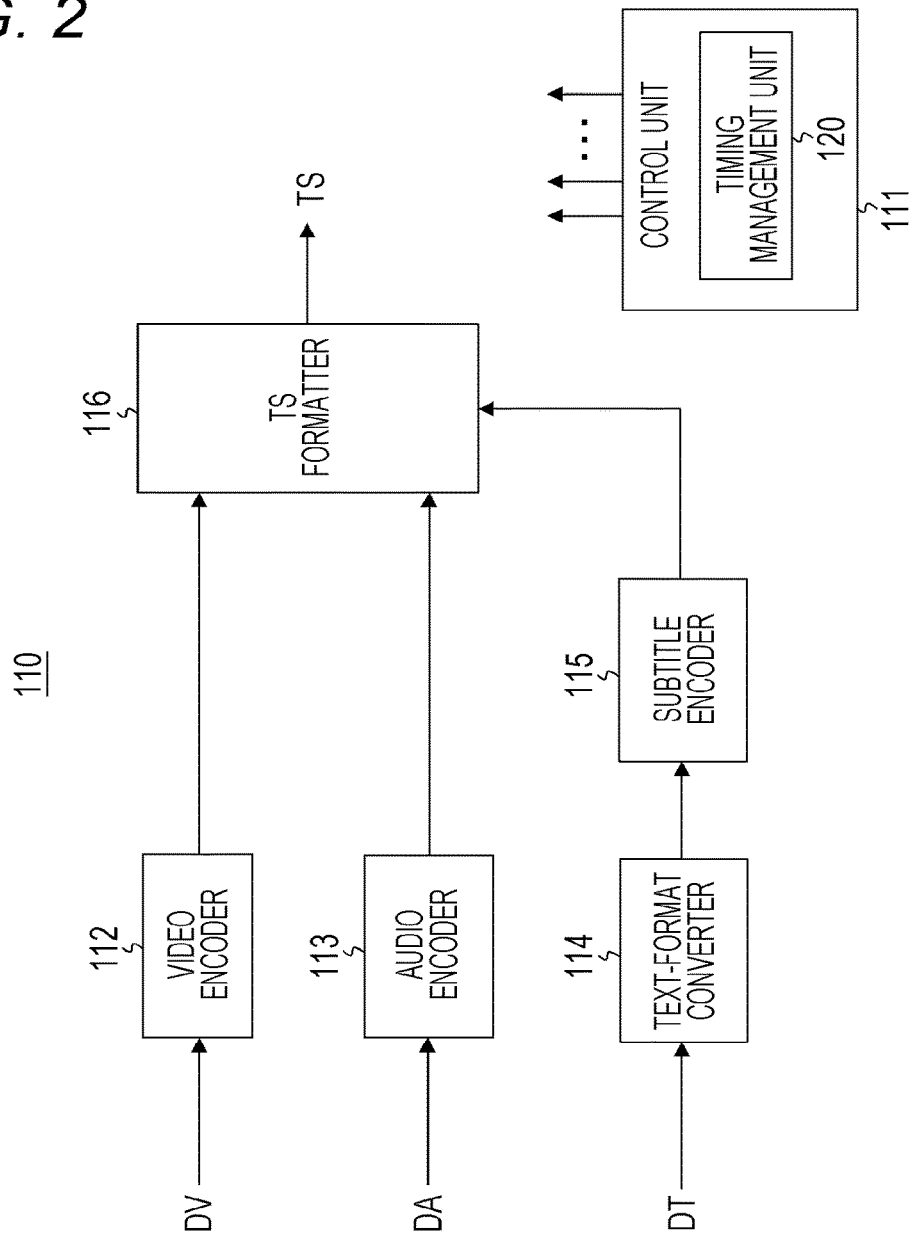 G. 2
110
DV
112
VIDEO
ENCODER
116
TS
FORMATTER
TS
DA
113
AUDIO
ENCODER
DT
114
TEXT-FORMAT
CONVERTER
115
SUBTITLE
ENCODER
CONTROL UNIT
TIMING
MANAGEMENT UNIT
120
111